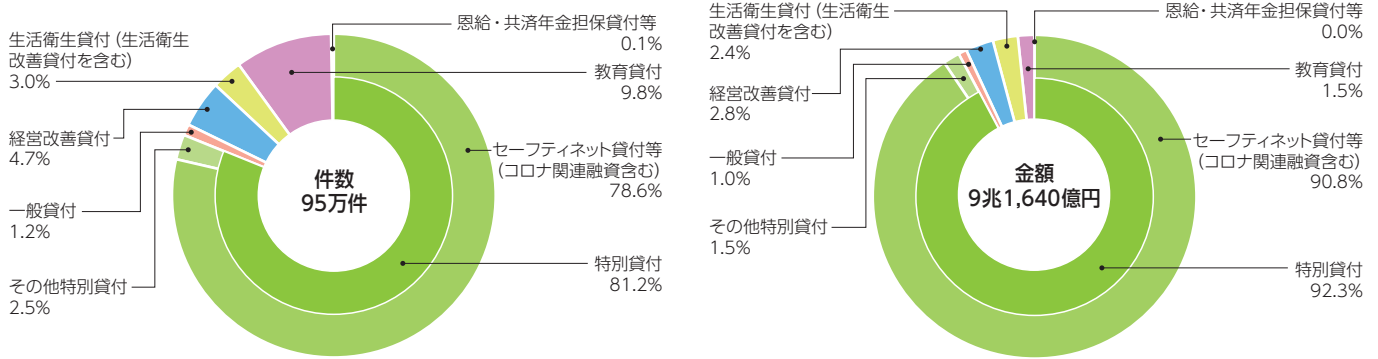 恩給・共済年金担保貸付等
0.1%
教育貸付
9.8%
セーフティネット貸付等
(コロナ関連融資含む)
78.6%
特別貸付
81.2%
生活衛生貸付（生活衛生
改善貸付を含む）
3.0%
経営改善貸付
4.7%
一般貸付
1.2%
その他特別貸付
2.5%
件数
95万件
恩給・共済年金担保貸付等
0.0%
教育貸付
1.5%
セーフティネット貸付等
(コロナ関連融資含む)
90.8%
特別貸付
92.3%
生活衛生貸付（生活衛生
改善貸付を含む）
2.4%
経営改善貸付
2.8%
一般貸付
1.0%
その他特別貸付
1.5%
金額
9兆1,640億円